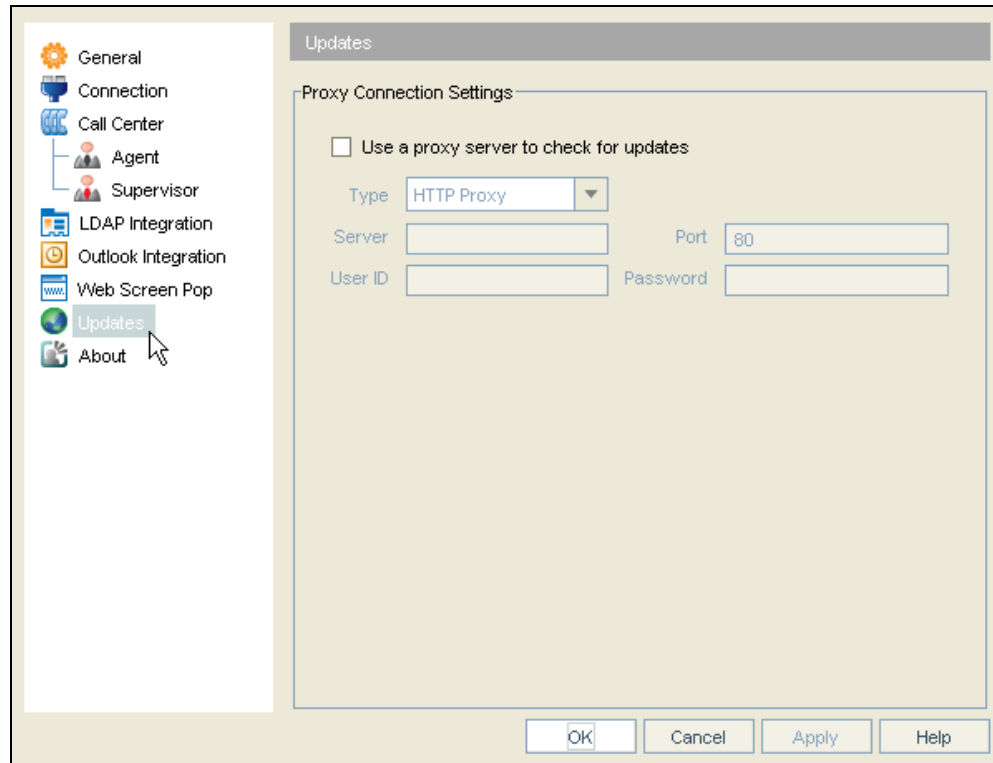 General
Connection
Call Center
Agent
Supervisor
LDAP Integration
Outlook Integration
www.
Web Screen Pop
Updates
About
Updates
Proxy Connection Settings
Use a proxy server to check for updates
Type HTTP Proxy
Server Port 80
User ID Password
OK Cancel Apply Help